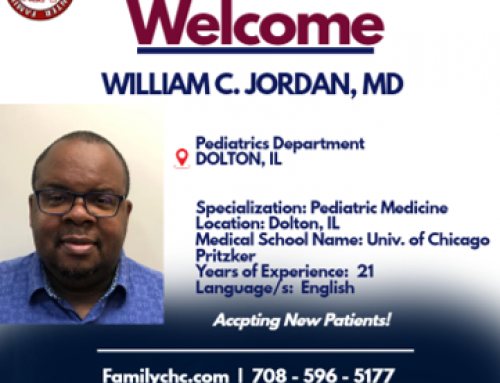 Welcome
WILLIAM C. JORDAN, MD
Pediatrics Department
DOLTON, IL
Specialization: Pediatric Medicine
Location: Dolton, IL
Medical School Name: Univ. of Chicago
Pritzker
Years of Experience: 21
Language/s: English
Accpting New Patients!
Familychc.com | 708 - 596 - 5177